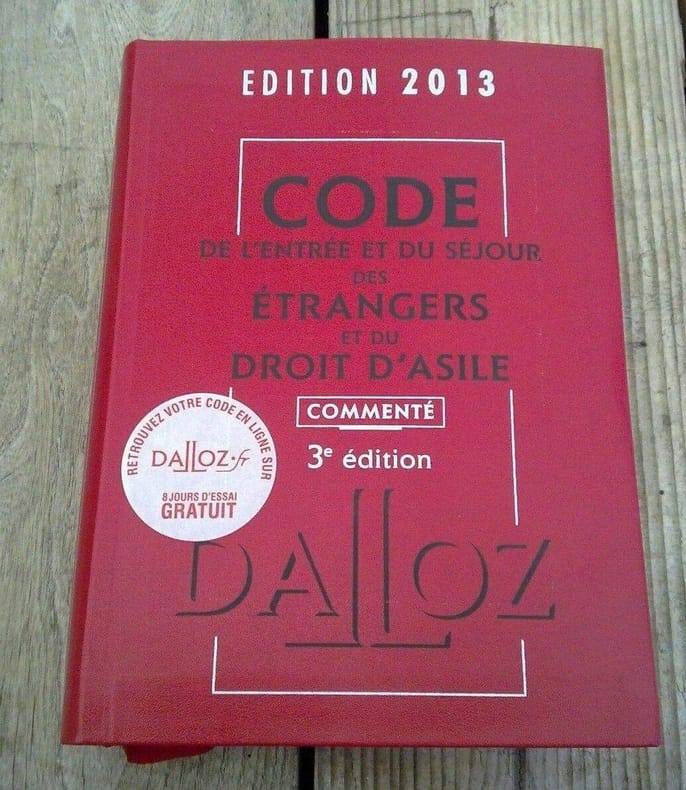 EDITION 2013
CODE
DE L'ENTRÉE ET DU SÉJOUR
DES
ÉTRANGERS
ET DU
DROIT D'ASILE
COMMENTÉ
3e édition
RETROUVEZ VOTRE CODE EN LIGNE SUR
DALLOZ.fr
8 JOURS D'ESSAI
GRATUIT
DALLOZ